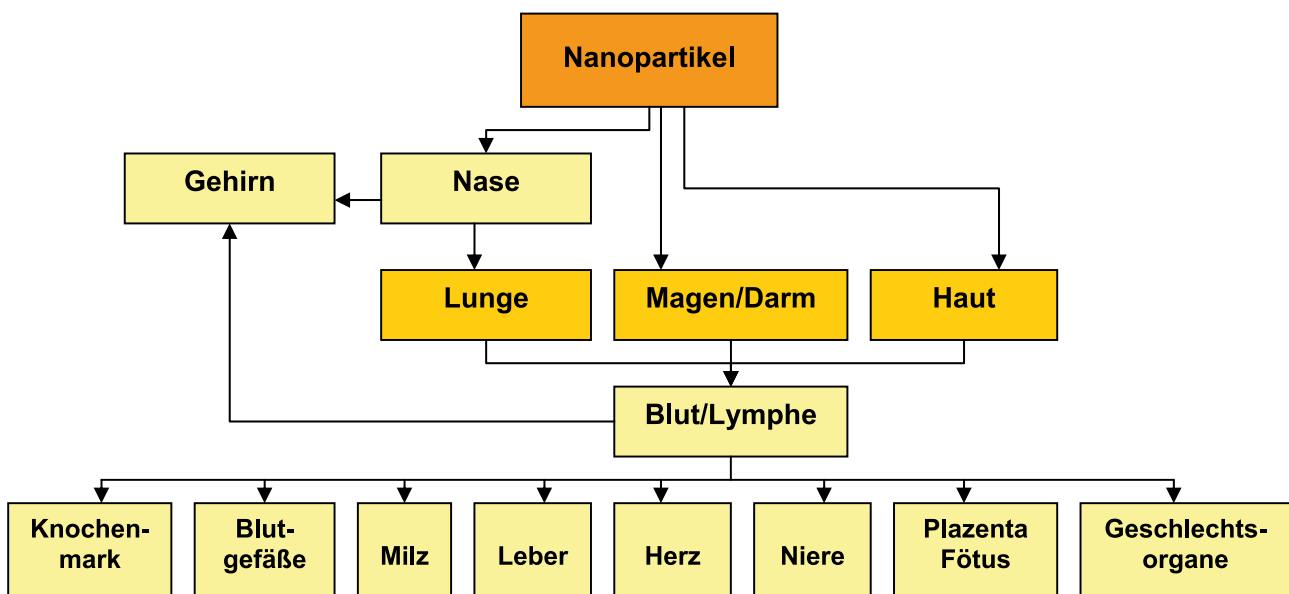 Nanopartikel
Gehirn
Nase
Lunge
Magen/Darm
Haut
Blut/Lymphe
Knochen-
mark
Blut-
gefäße
Milz
Leber
Herz
Niere
Plazenta
Fötus
Geschlechts-
organe